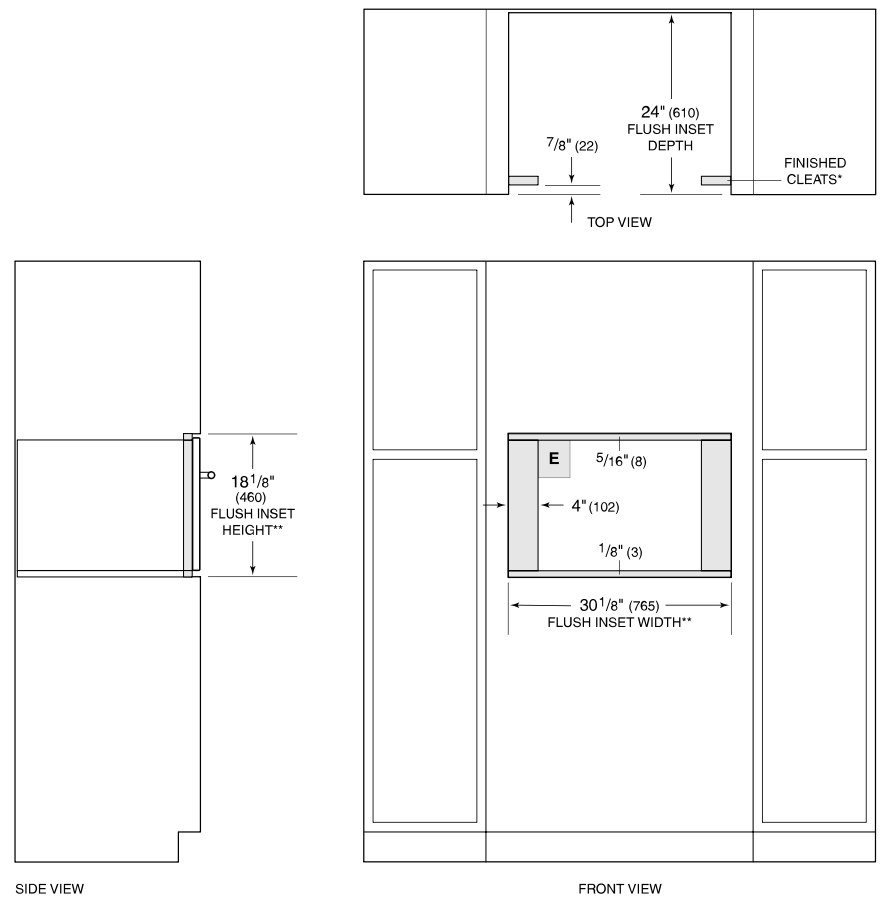 24" (610)
FLUSH INSET
DEPTH
7/8" (22)
FINISHED
CLEATS*
TOP VIEW
18 1/8"
(460)
FLUSH INSET
HEIGHT**
E
5/16" (8)
4" (102)
1/8" (3)
30 1/8" (765)
FLUSH INSET WIDTH**
SIDE VIEW
FRONT VIEW